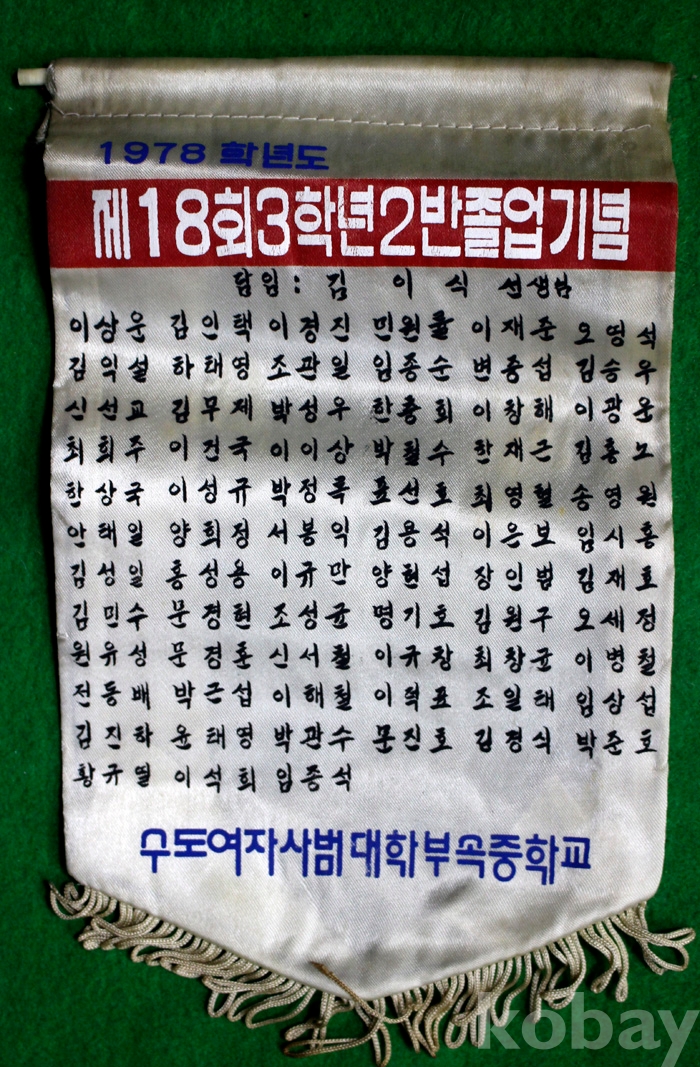 1978 학년도
제18회3학년2반졸업기념
담임 : 김 이 식 선생님
이상운 김인택 이경진 민원률 이재준 오영석
김익설 하태영 조관일 임종순 변종섭 김승우
신선교 김무제 박성우 한흥희 이창해 이광운
최희주 이건국 이이상 박철수 한재근 김홍노
한상국 이성규 박정록 표선호 최영철 송영원
안태일 양희정 서봉익 김용석 이은보 임시홍
김성일 홍성용 이규만 양현섭 장인범 김재호
김민수 문경현 조성균 명기호 김원구 오세정
원유성 문경훈 신서철 이규창 최창균 이병철
전동배 박근섭 이해철 이혁표 조일태 임상섭
김진하 윤태영 박관수 문진호 김경식 박준호
황규열 이석희 임종석
수도여자사범대학부속중학교
kobay